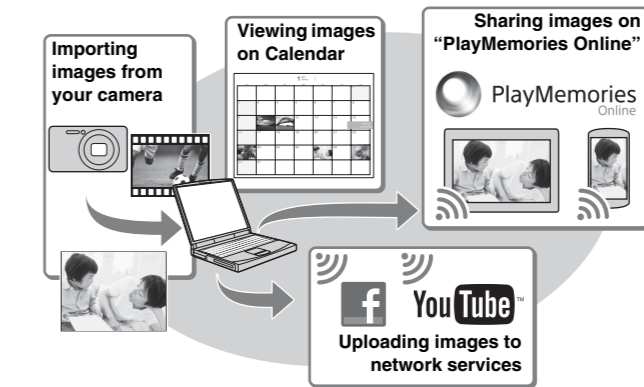 Importing
images from
your camera
Viewing images
on Calendar
Sharing images on
“PlayMemories Online”
PlayMemories
Online
f
You Tube™
Uploading images to
network services